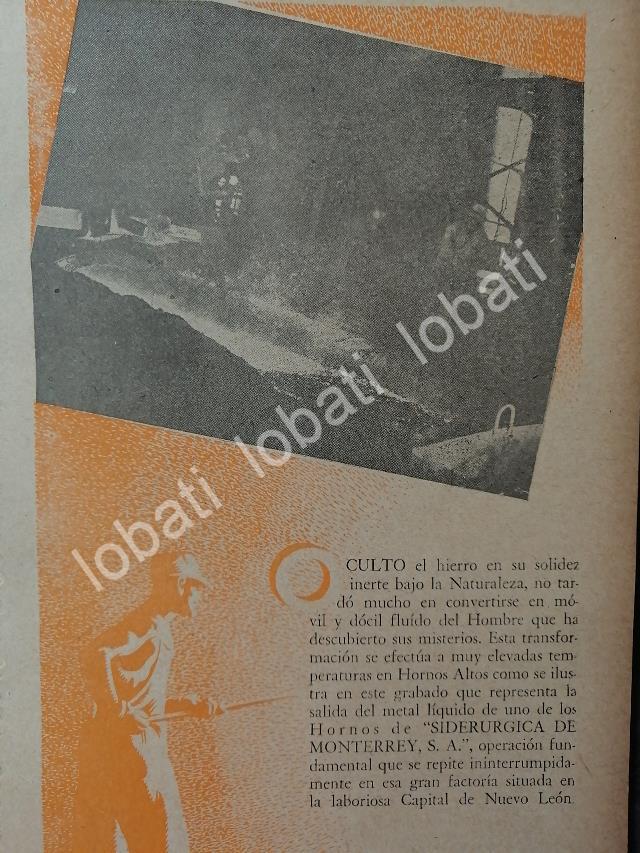 lobati lobati lobati lobati
OCULTO el hierro en su solidez
inerte bajo la Naturaleza, no tar-
dó mucho en convertirse en mó-
vil y dócil fluído del Hombre que ha
descubierto sus misterios. Esta transfor-
mación se efectúa a muy elevadas tem-
peraturas en Hornos Altos como se ilus-
tra en este grabado que representa la
salida del metal líquido de uno de los
Hornos de "SIDERURGICA DE
MONTERREY, S. A.", operación fun-
damental que se repite ininterrumpida-
mente en esa gran factoría situada en
la laboriosa Capital de Nuevo León.